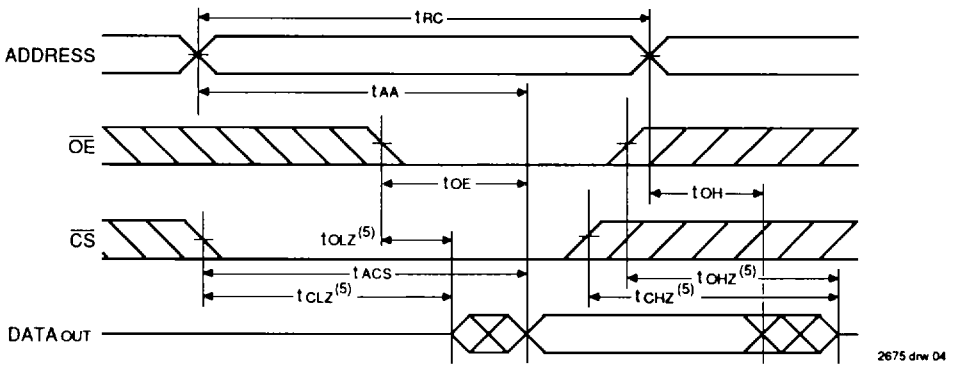 tRC
ADDRESS
tAA
OE
tOE
tOH
CS
tOLZ(5)
tACS
tOHZ(5)
tCLZ(5)
tCHZ(5)
DATAOUT
2675 drw 04